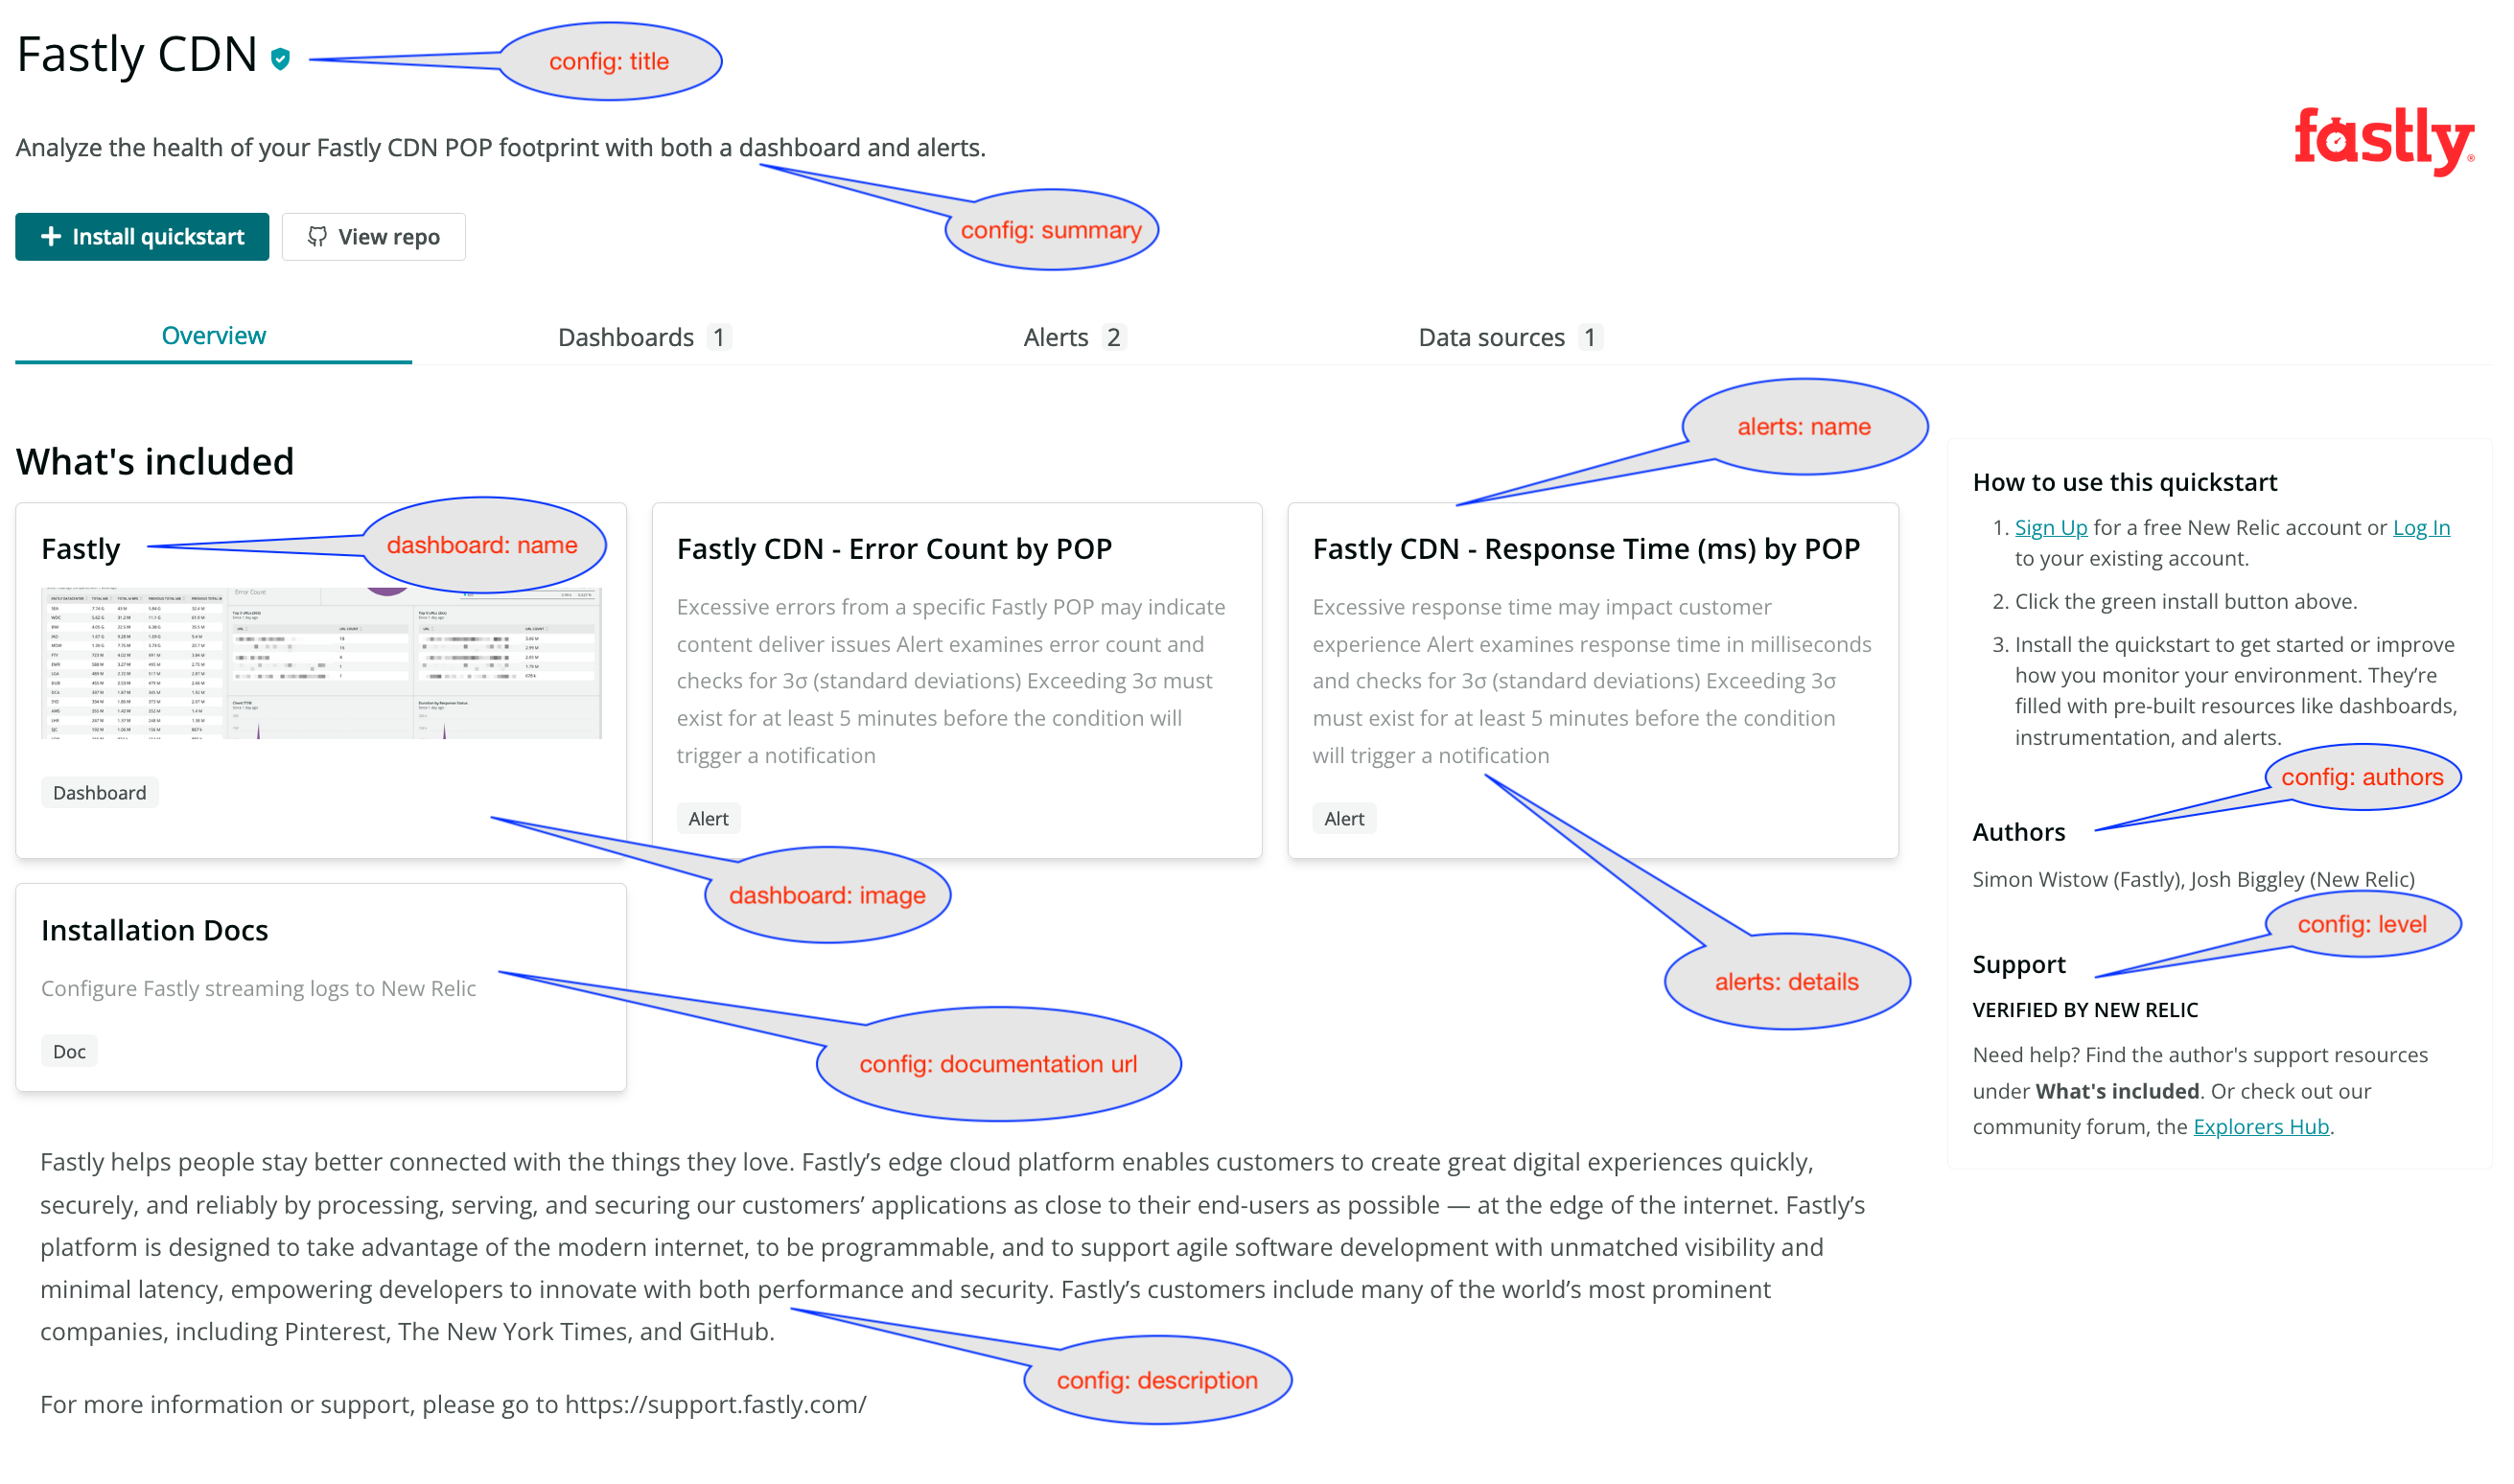 Fastly CDN
config: title
fastly
®
Analyze the health of your Fastly CDN POP footprint with both a dashboard and alerts.
config: summary
Install quickstart
View repo
Overview
Dashboards 1
Alerts 2
Data sources 1
alerts: name
What's included
Fastly
dashboard: name
Error Count
Dashboard
dashboard: image
Fastly CDN - Error Count by POP
Excessive errors from a specific Fastly POP may indicate
content deliver issues Alert examines error count and
checks for 3σ (standard deviations) Exceeding 3σ must
exist for at least 5 minutes before the condition will
trigger a notification
Alert
Fastly CDN - Response Time (ms) by POP
Excessive response time may impact customer
experience Alert examines response time in milliseconds
and checks for 3σ (standard deviations) Exceeding 3σ
must exist for at least 5 minutes before the condition
will trigger a notification
Alert
alerts: details
Installation Docs
Configure Fastly streaming logs to New Relic
Doc
config: documentation url
How to use this quickstart
1. Sign Up for a free New Relic account or Log In
to your existing account.
2. Click the green install button above.
3. Install the quickstart to get started or improve
how you monitor your environment. They’re
filled with pre-built resources like dashboards,
instrumentation, and alerts.
config: authors
Authors
Simon Wistow (Fastly), Josh Biggley (New Relic)
config: level
Support
VERIFIED BY NEW RELIC
Need help? Find the author's support resources
under What's included. Or check out our
community forum, the Explorers Hub.
Fastly helps people stay better connected with the things they love. Fastly’s edge cloud platform enables customers to create great digital experiences quickly,
securely, and reliably by processing, serving, and securing our customers’ applications as close to their end-users as possible — at the edge of the internet. Fastly’s
platform is designed to take advantage of the modern internet, to be programmable, and to support agile software development with unmatched visibility and
minimal latency, empowering developers to innovate with both performance and security. Fastly’s customers include many of the world’s most prominent
companies, including Pinterest, The New York Times, and GitHub.
config: description
For more information or support, please go to https://support.fastly.com/